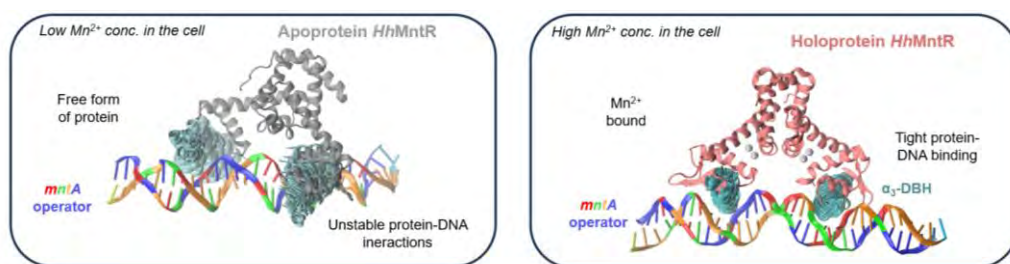 Low Mn²⁺ conc. in the cell
Apoprotein HhMntR
Free form
of protein
mntA
operator
Unstable protein-DNA
ineractions
High Mn²⁺ conc. in the cell
Holoprotein HhMntR
Mn²⁺
bound
Tight protein-
DNA binding
α₃-DBH
mntA
operator